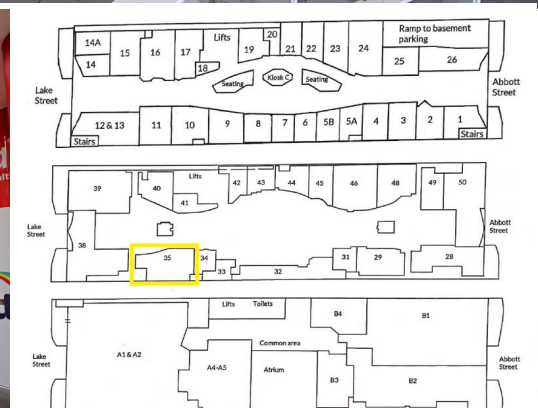 20
Lifts
Ramp to basement
parking
14A
15
16
17
19
21
22
23
24
14
18
25
26
Seating
Kiosk C
Seating
Lake
Street
Abbott
Street
12 & 13
11
10
9
8
7
6
5B
5A
4
3
2
1
Stairs
Stairs
39
40
Lifts
42
43
44
45
46
48
49
50
41
Lake
Street
Abbott
Street
38
35
34
33
32
31
29
28
Lifts
Toilets
B4
B1
Common area
Lake
Street
A1 & A2
A4-A5
Atrium
B3
B2
Abbott
Street